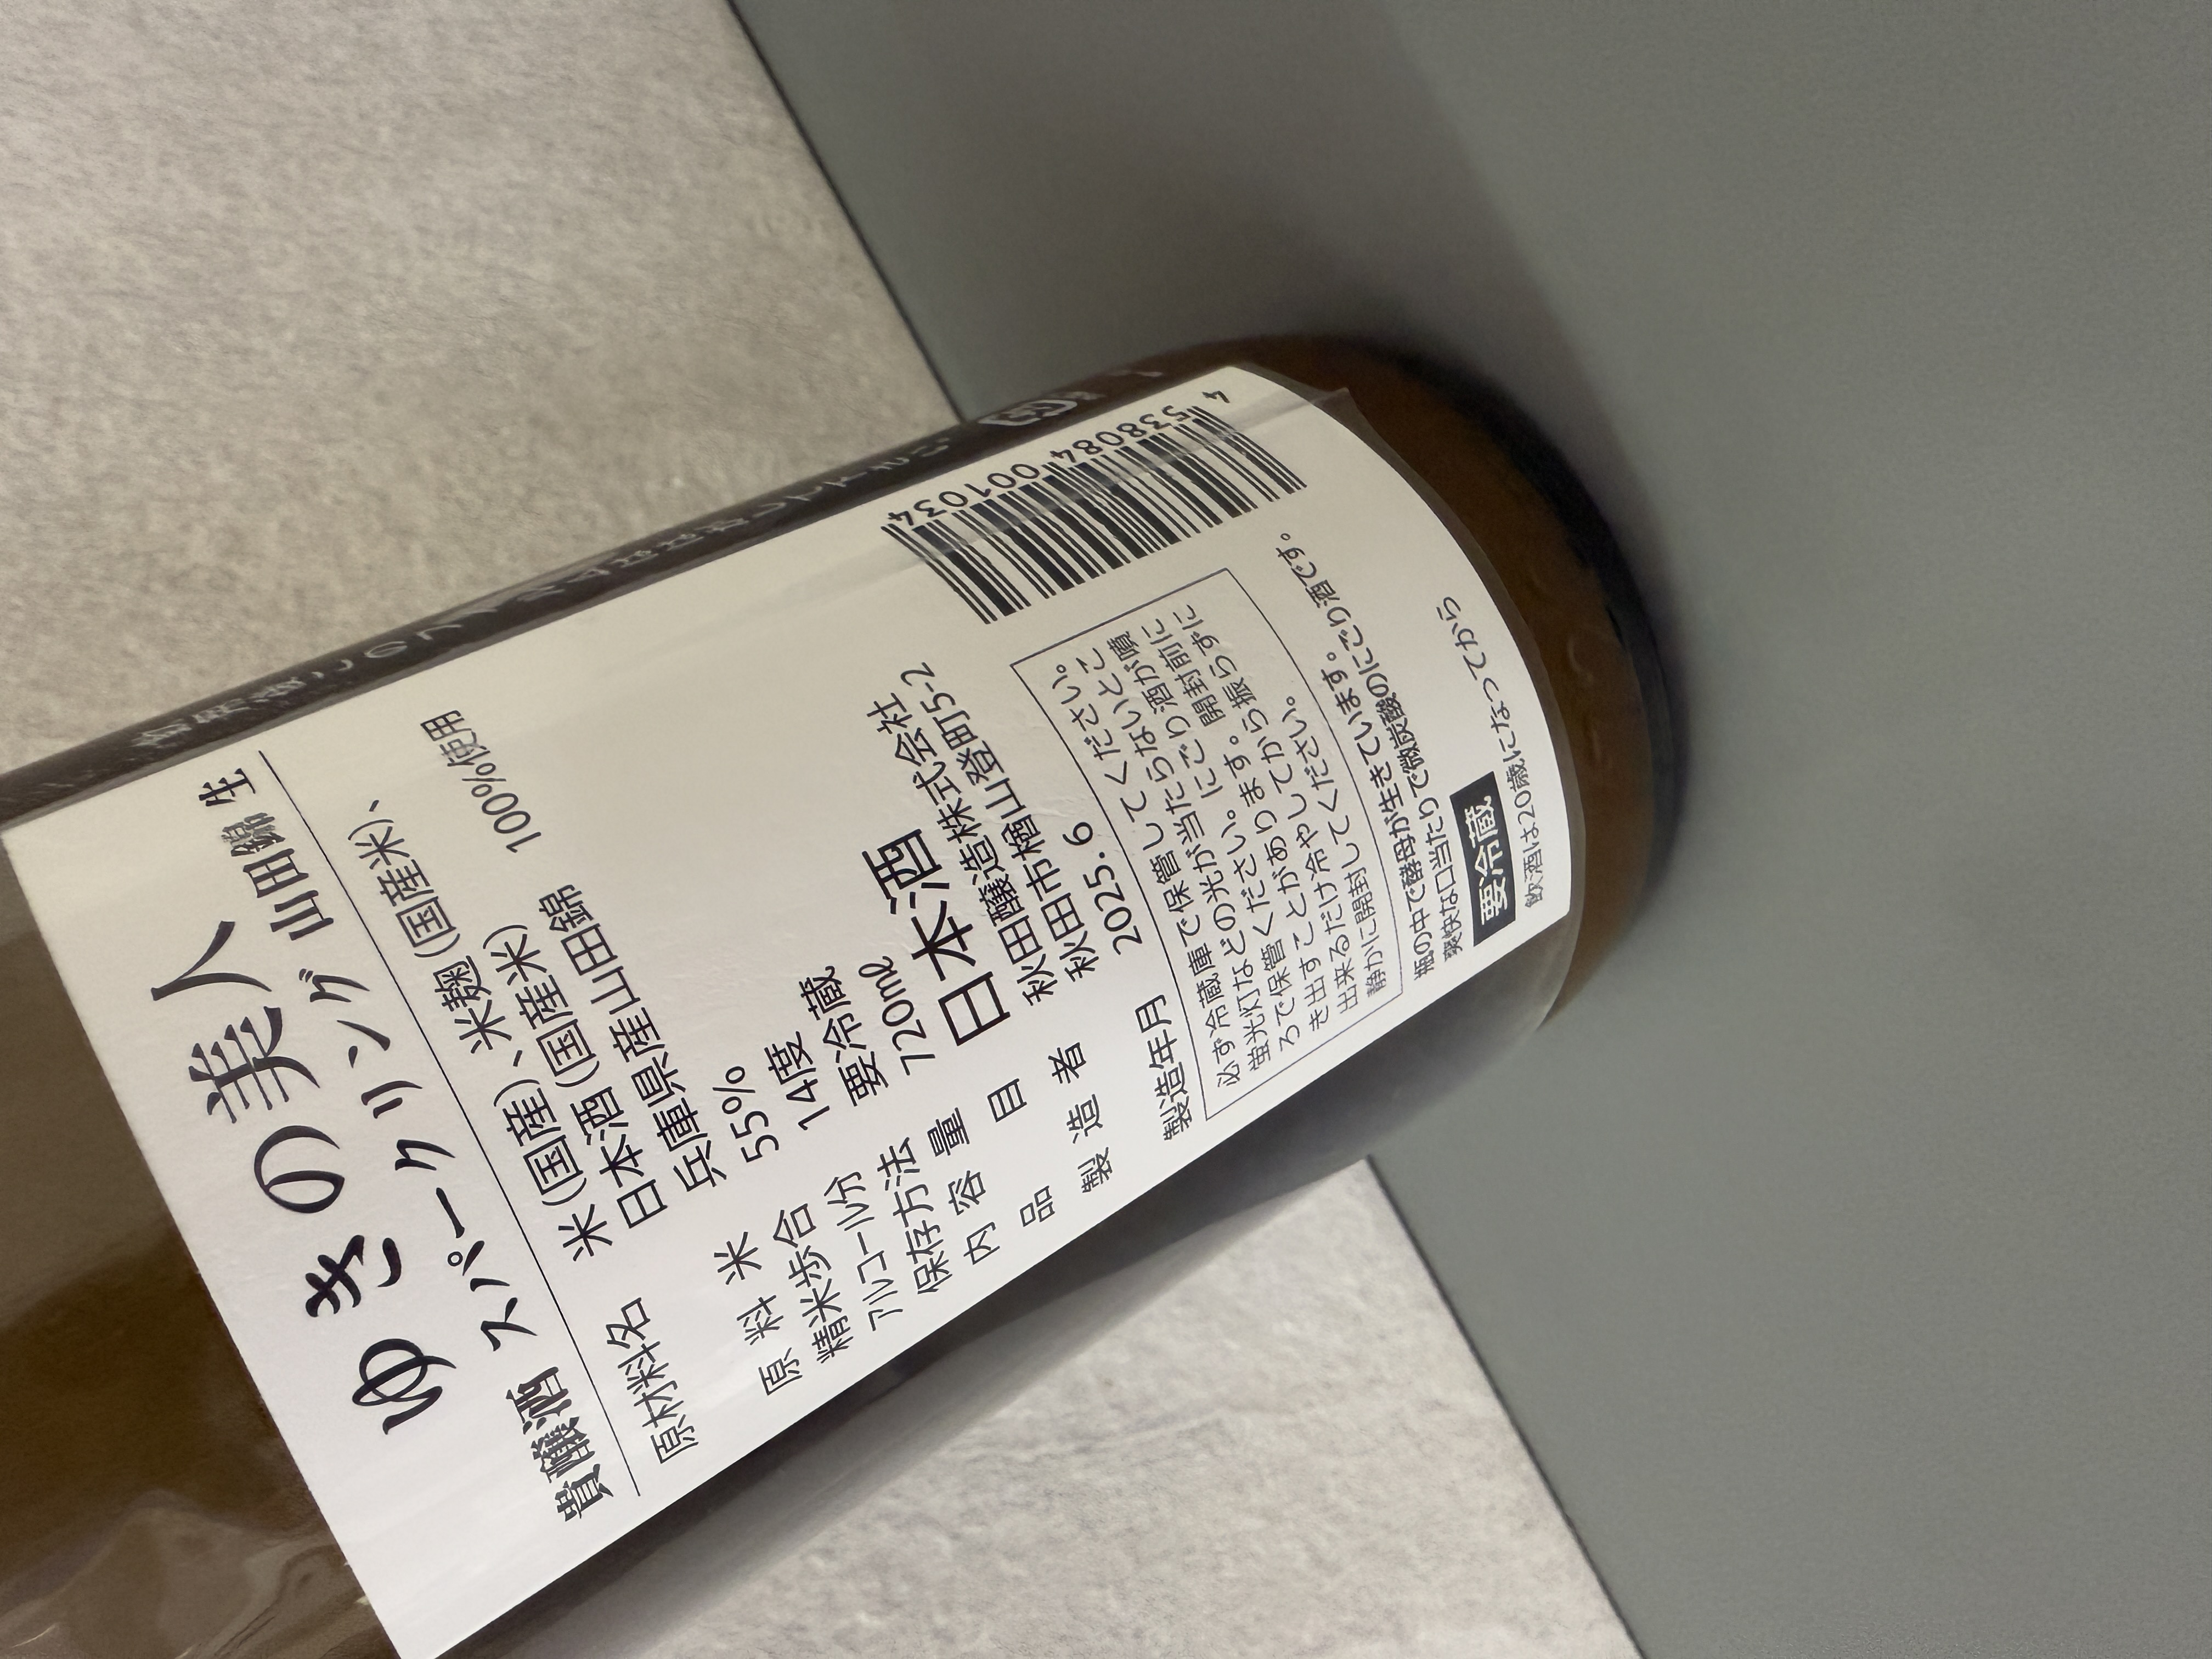 ゆきの美人
貴醸酒 スパークリング 山田錦 生
原材料名 米(国産)、米麹(国産米)、
日本酒(国産米)
原料米 兵庫県産山田錦 100%使用
精米歩合 55%
アルコール分 14度
保存方法 要冷蔵
内容量 720mℓ
品目 日本酒
製造者 秋田醸造株式会社
秋田市楢山登町5-2
製造年月 2025.6
必ず冷蔵庫で保管してください。
蛍光灯などの光が当たらないとこ
ろで保管ください。にごり酒が噴
き出すことがあります。開封前に
出来るだけ冷やしてから振らずに
静かに開封してください。
瓶の中で酵母が生きています。
爽快な口当たりで微炭酸のにごり酒です。
要冷蔵
飲酒は20歳になってから
4 538084 001034